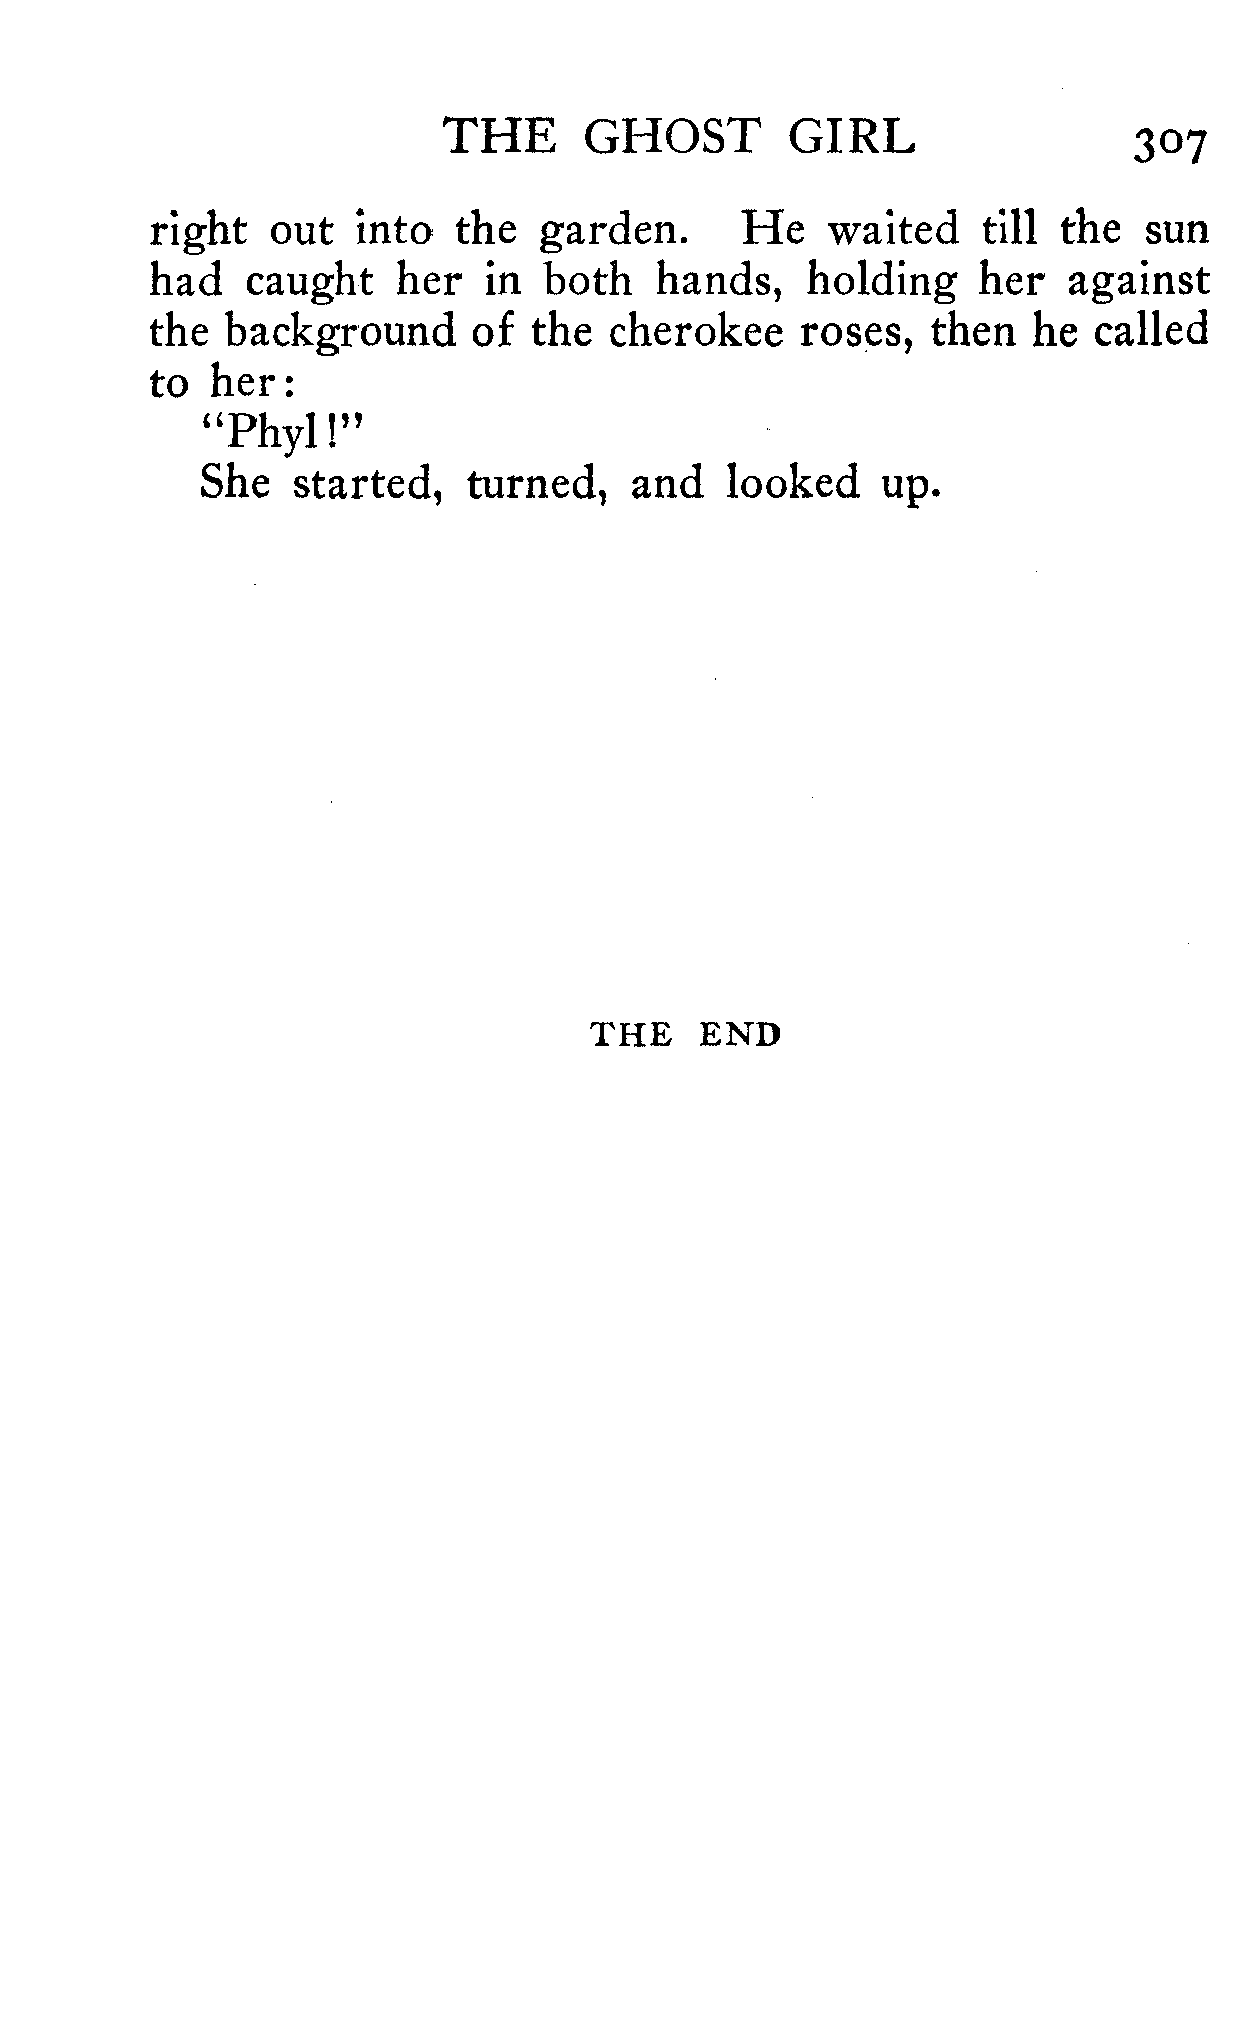 THE GHOST GIRL 307
right out into the garden. He waited till the sun
had caught her in both hands, holding her against
the background of the cherokee roses, then he called
to her:
"Phyl!"
She started, turned, and looked up.
THE END